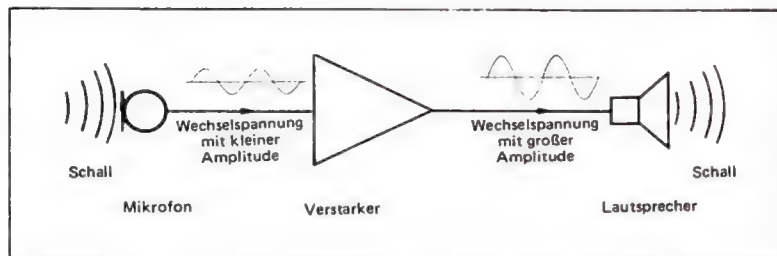 Wechselspannung
mit kleiner
Amplitude
Wechselspannung
mit großer
Amplitude
Schall
Schall
Mikrofon
Verstarker
Lautsprecher